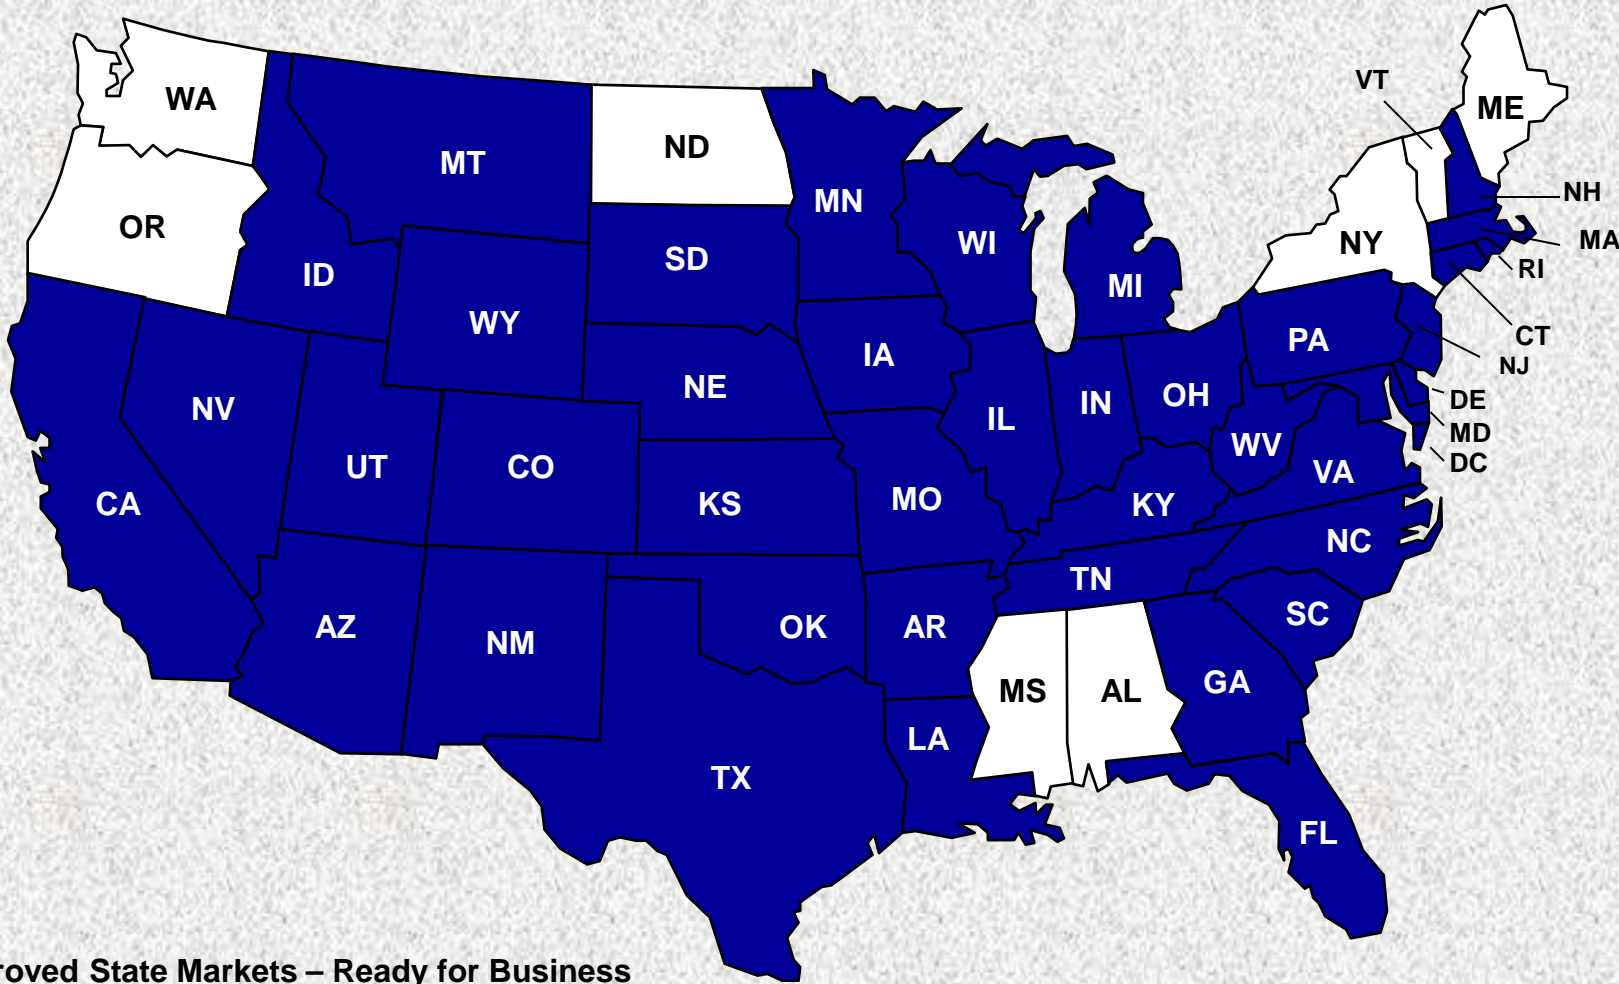 VT
WA
ME
ND
MT
NH
MN
OR
MA
WI
NY
SD
RI
ID
MI
WY
CT
PA
IA
NJ
NE
OH
DE
IN
NV
IL
MD
WV
DC
UT
CO
VA
MO
KS
CA
KY
NC
TN
SC
AZ
OK
AR
NM
GA
MS
AL
LA
TX
FL
State Markets – Ready for Business